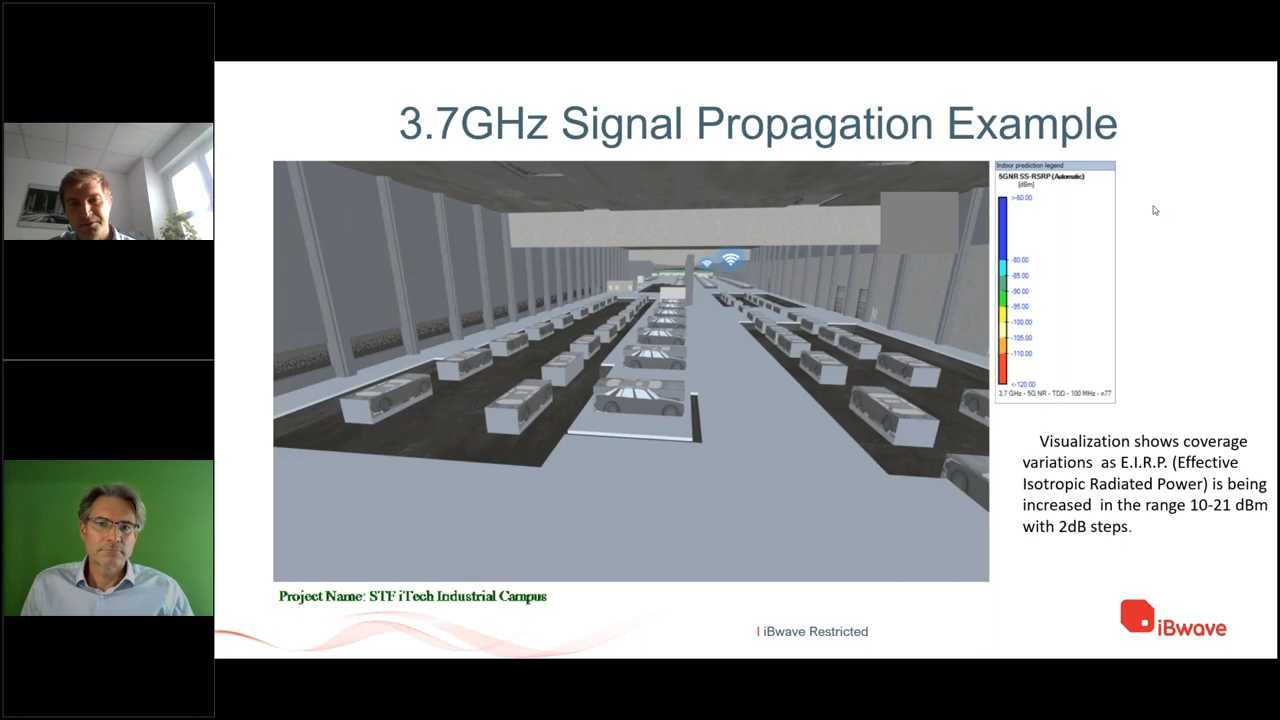 3.7GHz Signal Propagation Example
Indoor prediction legend
5GNR SS-RSRP (Automatic)
[dBm]
>-60.00
-80.00
-85.00
-90.00
-95.00
-100.00
-110.00
<-120.00
3.7 GHz - 5G NR - TDD - 100 MHz - n77
Visualization shows coverage
variations as E.I.R.P. (Effective
Isotropic Radiated Power) is being
increased in the range 10-21 dBm
with 2dB steps.
Project Name: STF iTech Industrial Campus
iBwave Restricted
iBwave